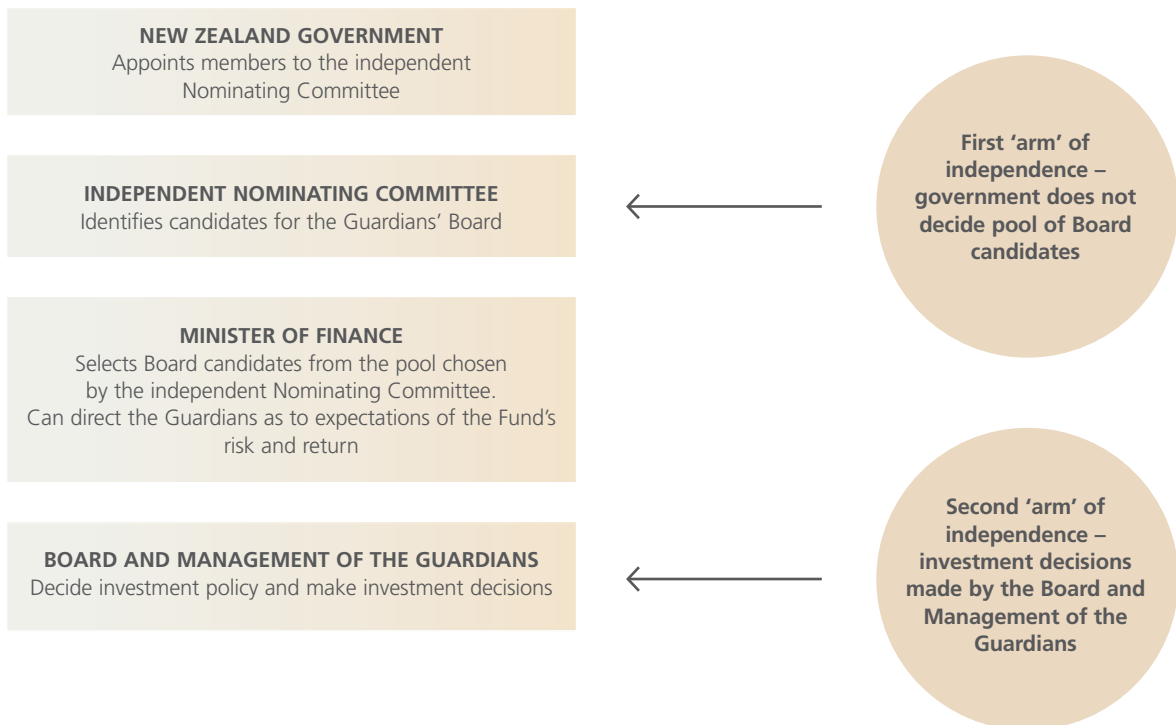 NEW ZEALAND GOVERNMENT
Appoints members to the independent
Nominating Committee
INDEPENDENT NOMINATING COMMITTEE
Identifies candidates for the Guardians’ Board
First ‘arm’ of
independence –
government does not
decide pool of Board
candidates
MINISTER OF FINANCE
Selects Board candidates from the pool chosen
by the independent Nominating Committee.
Can direct the Guardians as to expectations of the Fund’s
risk and return
BOARD AND MANAGEMENT OF THE GUARDIANS
Decide investment policy and make investment decisions
Second ‘arm’ of
independence –
investment decisions
made by the Board and
Management of the
Guardians